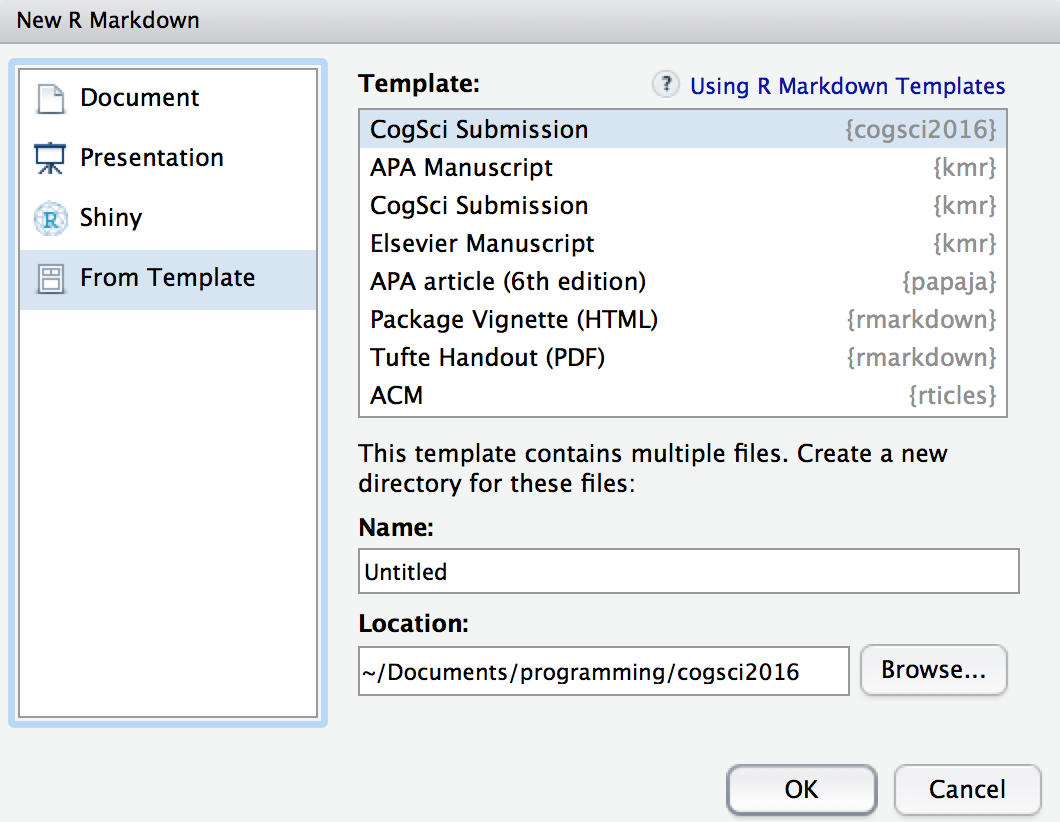 New R Markdown
Document
Presentation
Shiny
From Template
Template:
? Using R Markdown Templates
CogSci Submission {cogsci2016}
APA Manuscript {kmr}
CogSci Submission {kmr}
Elsevier Manuscript {kmr}
APA article (6th edition) {papaja}
Package Vignette (HTML) {rmarkdown}
Tufte Handout (PDF) {rmarkdown}
ACM {rticles}
This template contains multiple files. Create a new
directory for these files:
Name:
Untitled
Location:
~/Documents/programming/cogsci2016 Browse...
OK Cancel